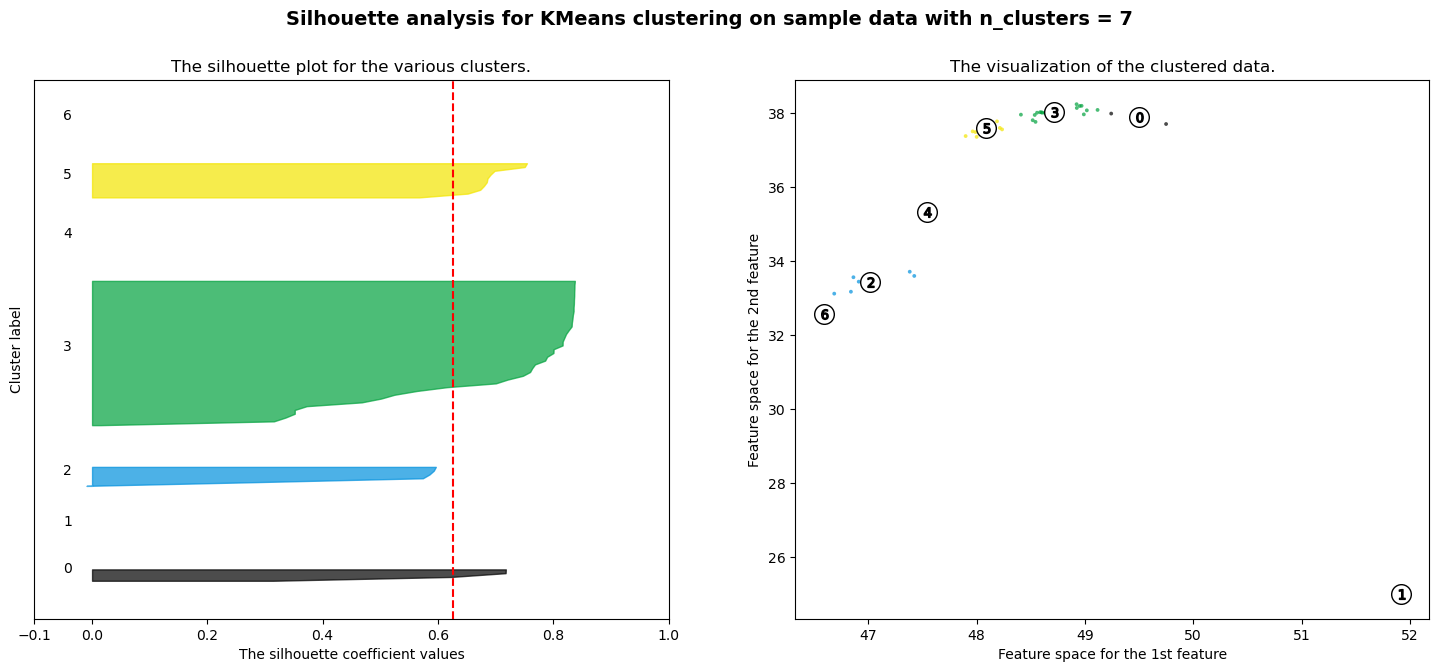 Silhouette analysis for KMeans clustering on sample data with n_clusters = 7
The silhouette plot for the various clusters.
Cluster label
6
5
4
3
2
1
0
−0.1 0.0 0.2 0.4 0.6 0.8 1.0
The silhouette coefficient values
The visualization of the clustered data.
Feature space for the 2nd feature
38
36
34
32
30
28
26
5 3 0
4
2
6
1
47 48 49 50 51 52
Feature space for the 1st feature